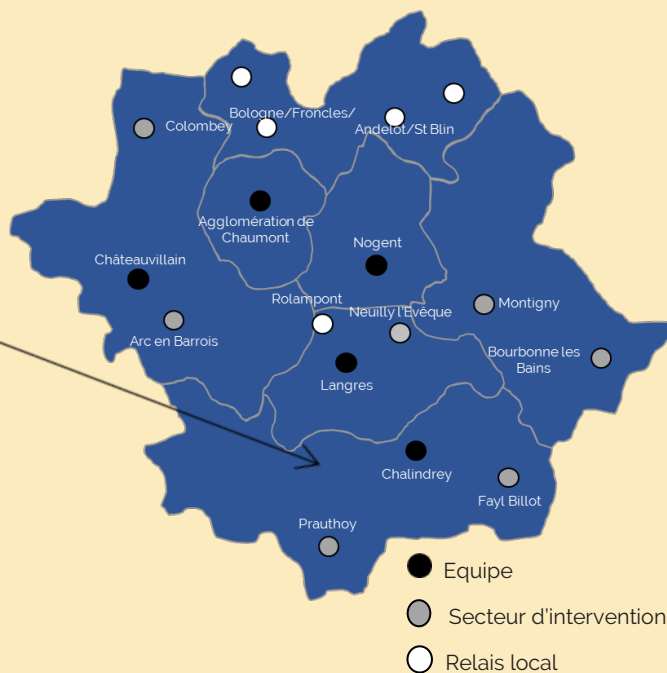 Bologne/Froncles/
Colombey
Andelot/St Blin
Agglomération de
Chaumont
Nogent
Châteauvillain
Rolampont
Neuilly l'Evêque
Montigny
Arc en Barrois
Bourbonne les
Bains
Langres
Chalindrey
Fayl Billot
Prauthoy
Equipe
Secteur d'intervention
Relais local